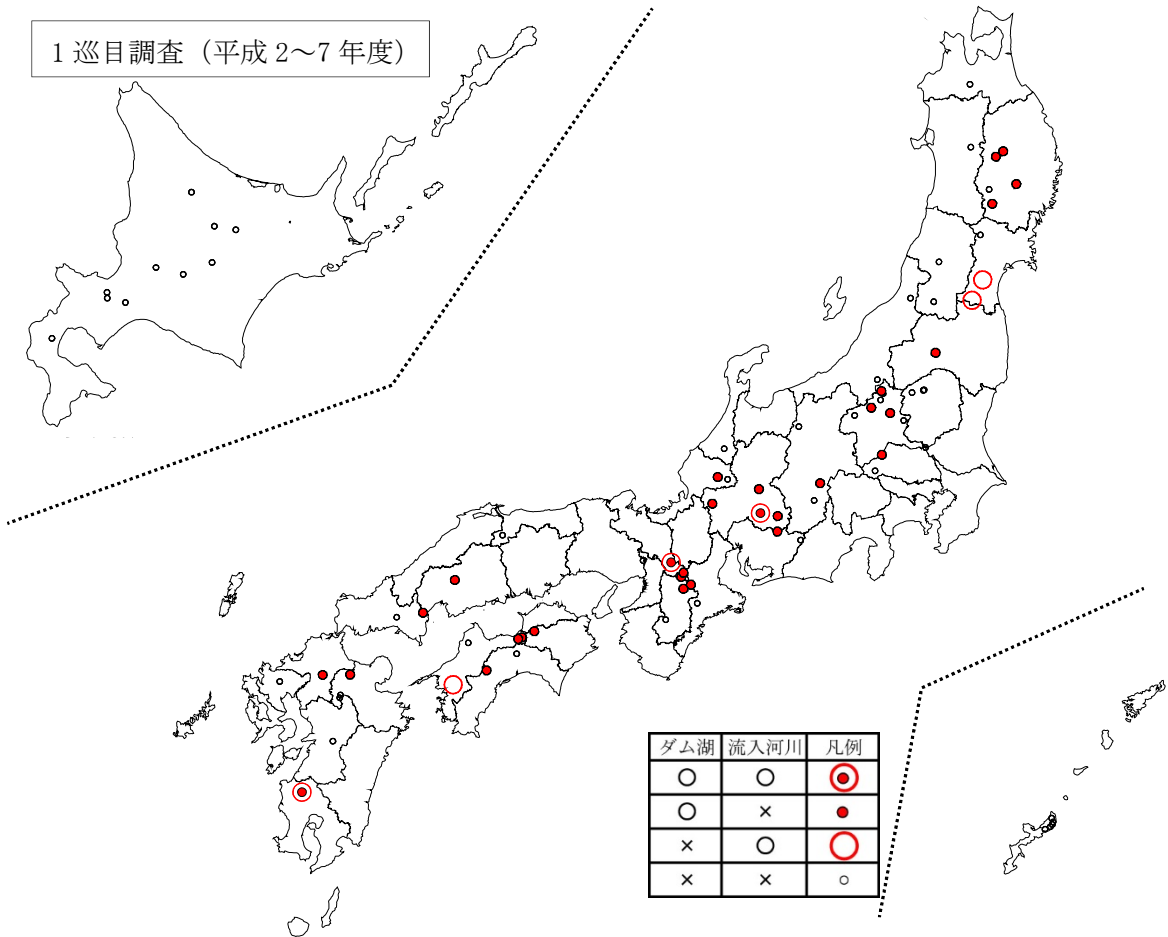 1 巡目調査（平成 2～7 年度）
ダム湖 流入河川 凡例
○ ○
○ ×
× ○
× ×